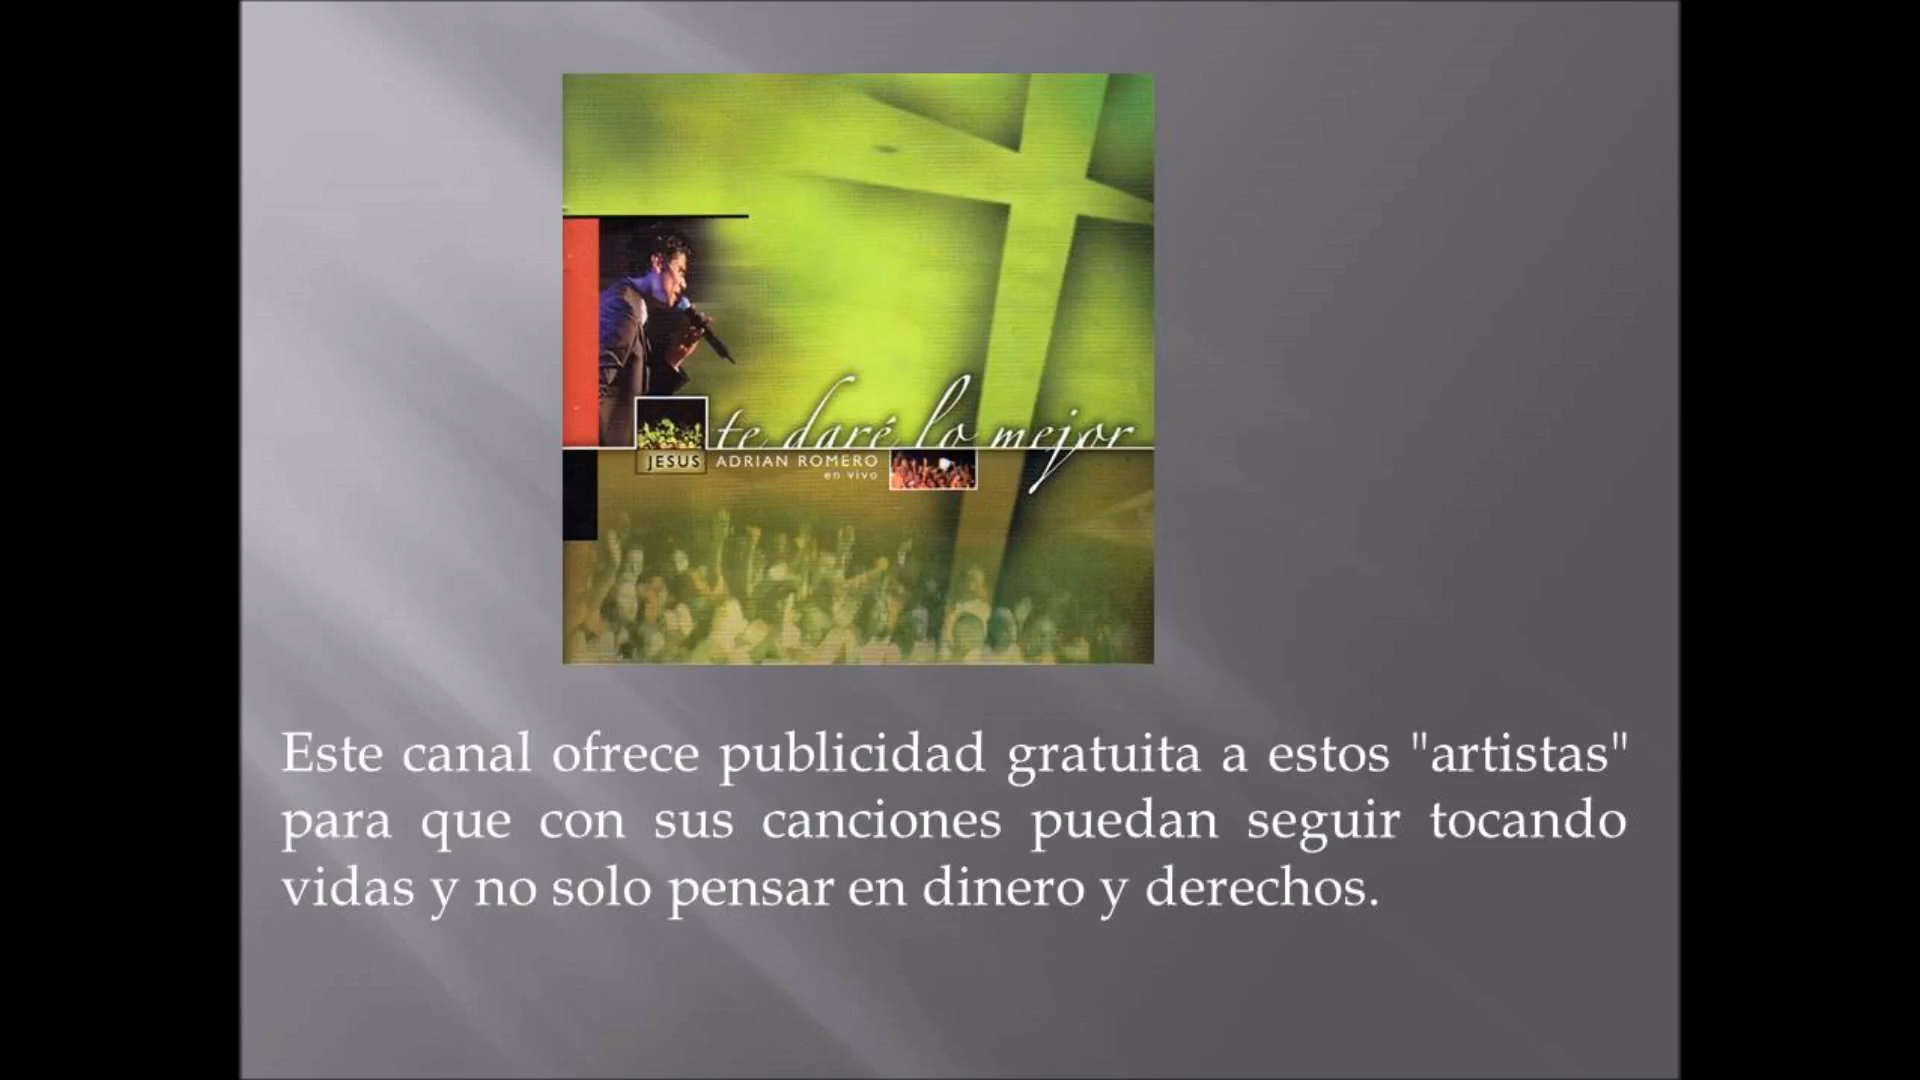 te daré lo mejor
JESUS ADRIAN ROMERO
en vivo
Este canal ofrece publicidad gratuita a estos "artistas"
para que con sus canciones puedan seguir tocando
vidas y no solo pensar en dinero y derechos.